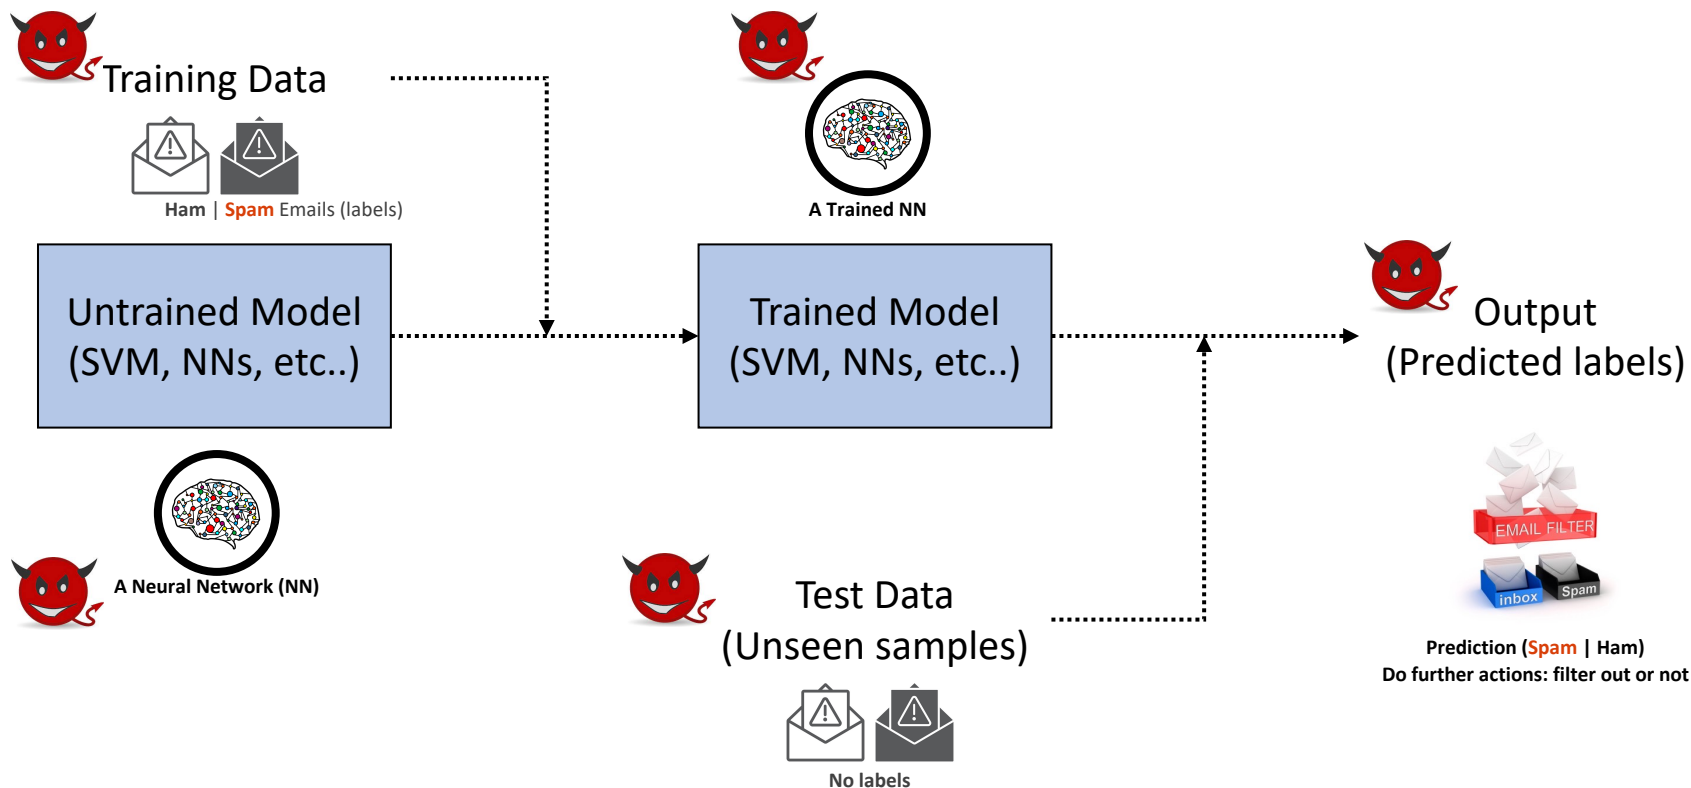 Training Data
Ham | Spam Emails (labels)
A Trained NN
Untrained Model
(SVM, NNs, etc..)
Trained Model
(SVM, NNs, etc..)
Output
(Predicted labels)
A Neural Network (NN)
Test Data
(Unseen samples)
No labels
EMAIL FILTER
inbox
Spam
Prediction (Spam | Ham)
Do further actions: filter out or not